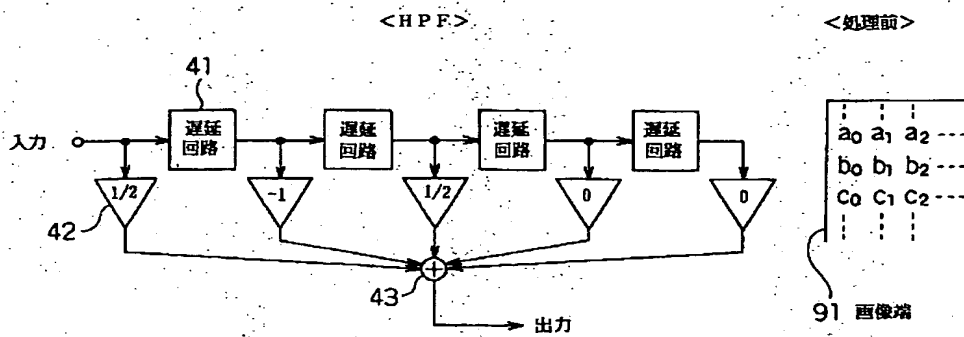 <HPF>
<処理前>
41
入力
遅延
回路
遅延
回路
遅延
回路
遅延
回路
1/2
-1
1/2
0
0
42
43
出力
a0 a1 a2 ----
b0 b1 b2 ----
c0 c1 c2 ----
91 画像端